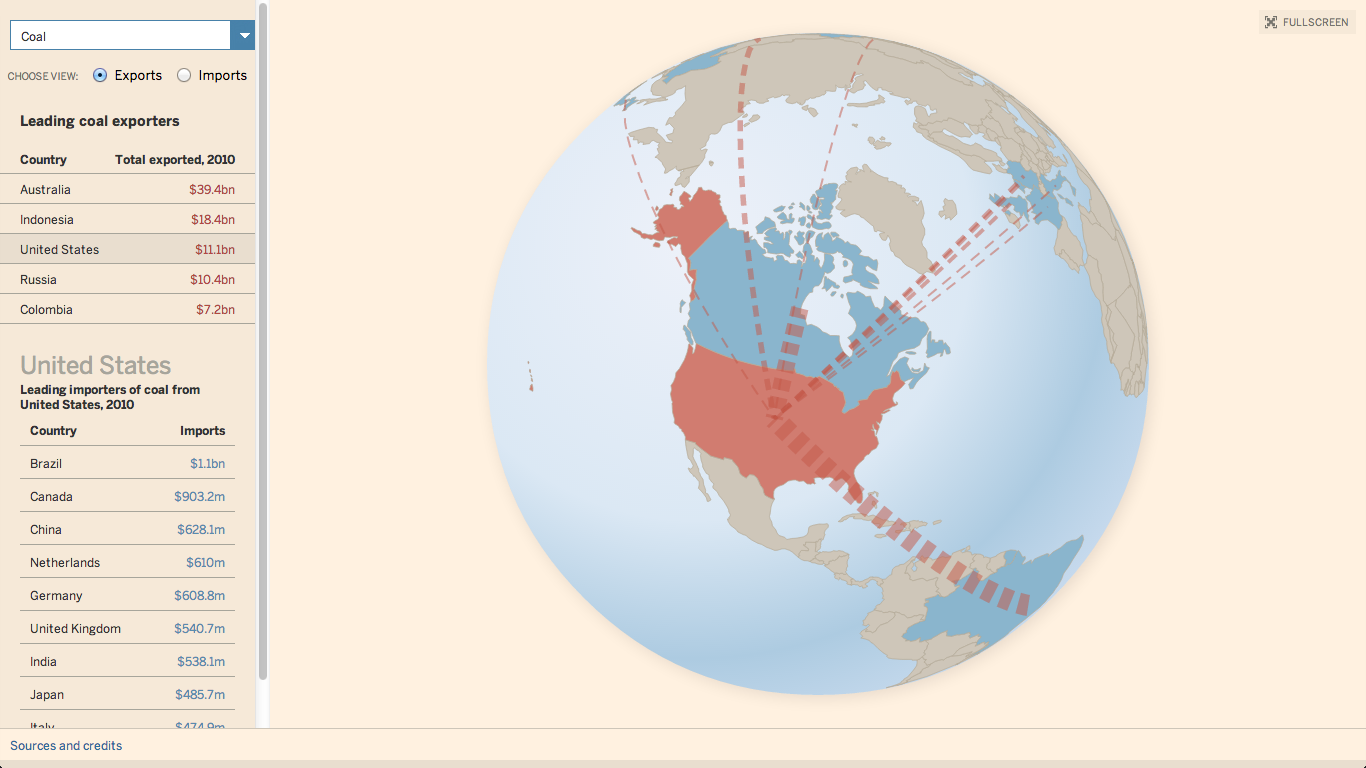 FULLSCREEN
Coal
CHOOSE VIEW: Exports Imports
Leading coal exporters
Country Total exported, 2010
Australia $39.4bn
Indonesia $18.4bn
United States $11.1bn
Russia $10.4bn
Colombia $7.2bn
United States
Leading importers of coal from
United States, 2010
Country Imports
Brazil $1.1bn
Canada $903.2m
China $628.1m
Netherlands $610m
Germany $608.8m
United Kingdom $540.7m
India $538.1m
Japan $485.7m
Italy $474.9m
Sources and credits